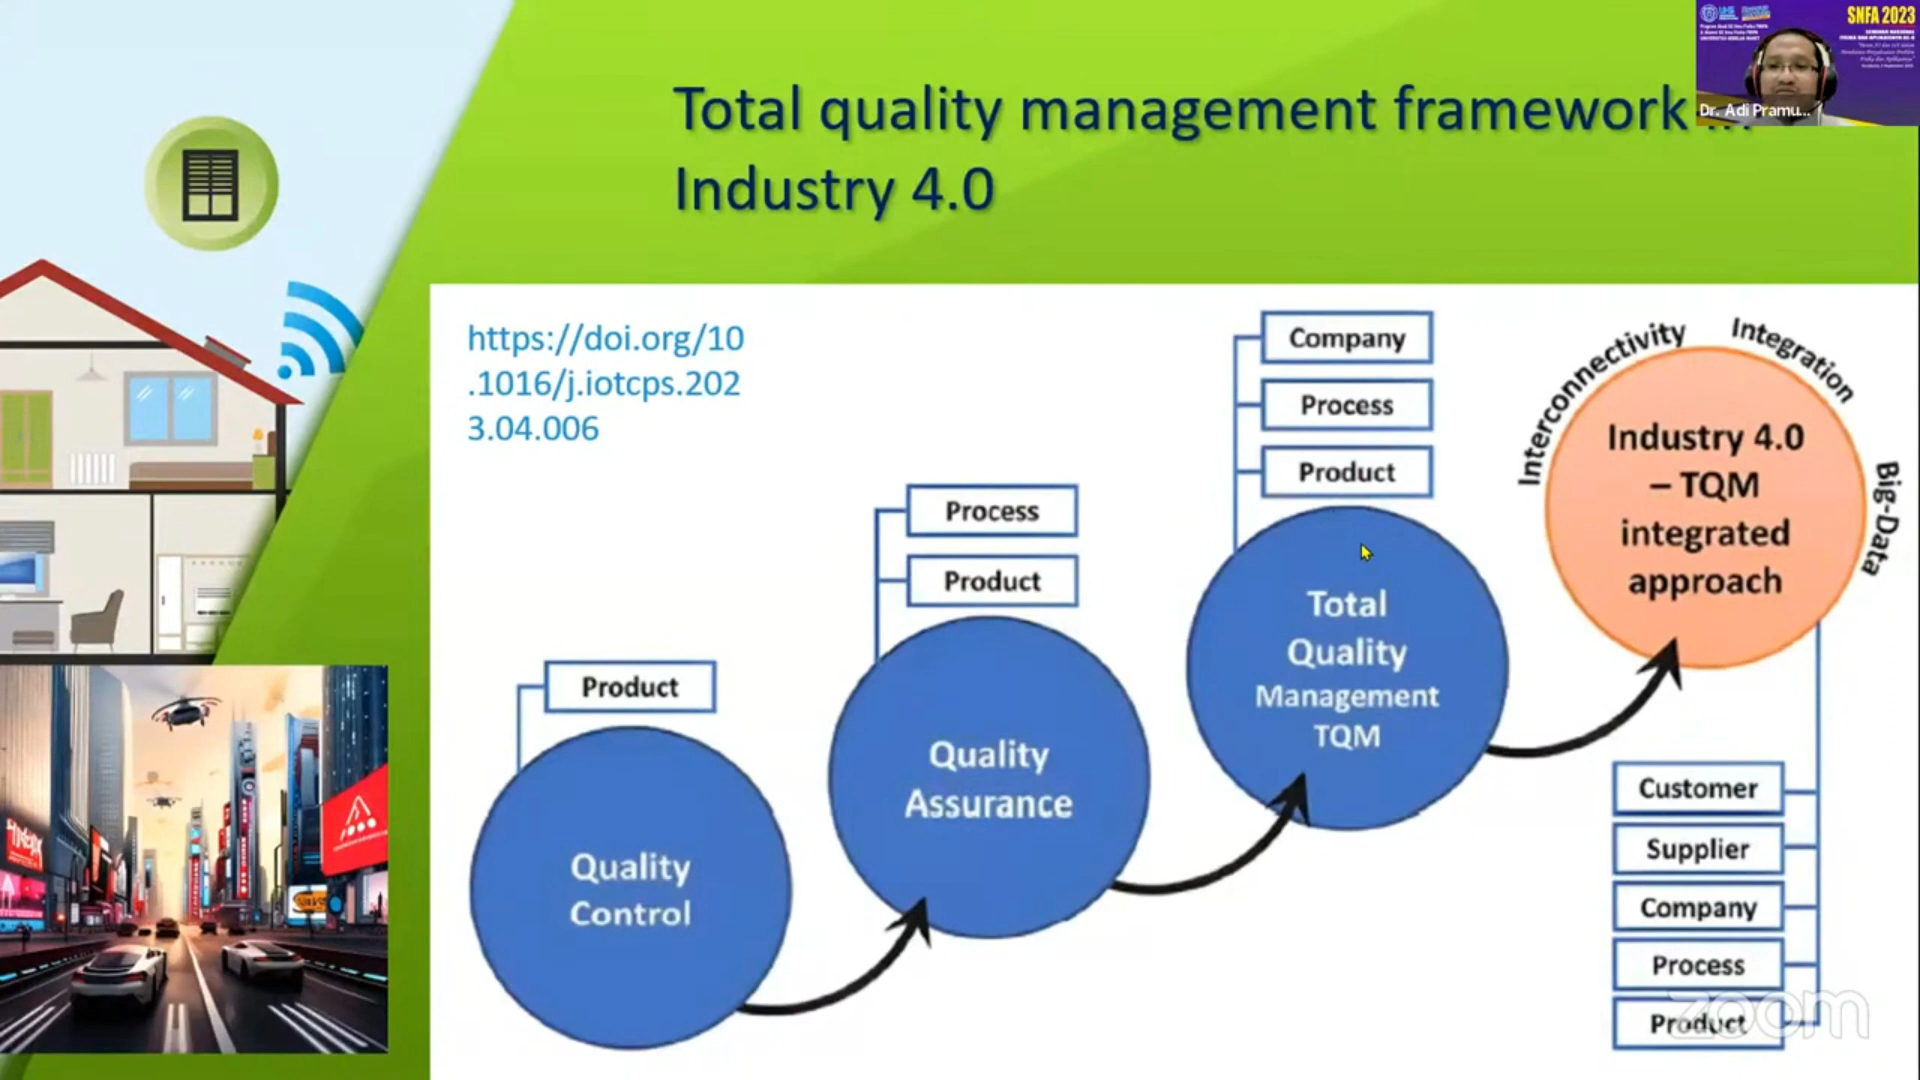 Total quality management framework in
Industry 4.0
SNFA 2023
Dr. Adi Pramu...
https://doi.org/10
.1016/j.iotcps.202
3.04.006
Product
Quality
Control
Process
Product
Quality
Assurance
Company
Process
Product
Total
Quality
Management
TQM
Interconnectivity
Integration
Big-Data
Industry 4.0
– TQM
integrated
approach
Customer
Supplier
Company
Process
Product
zoom